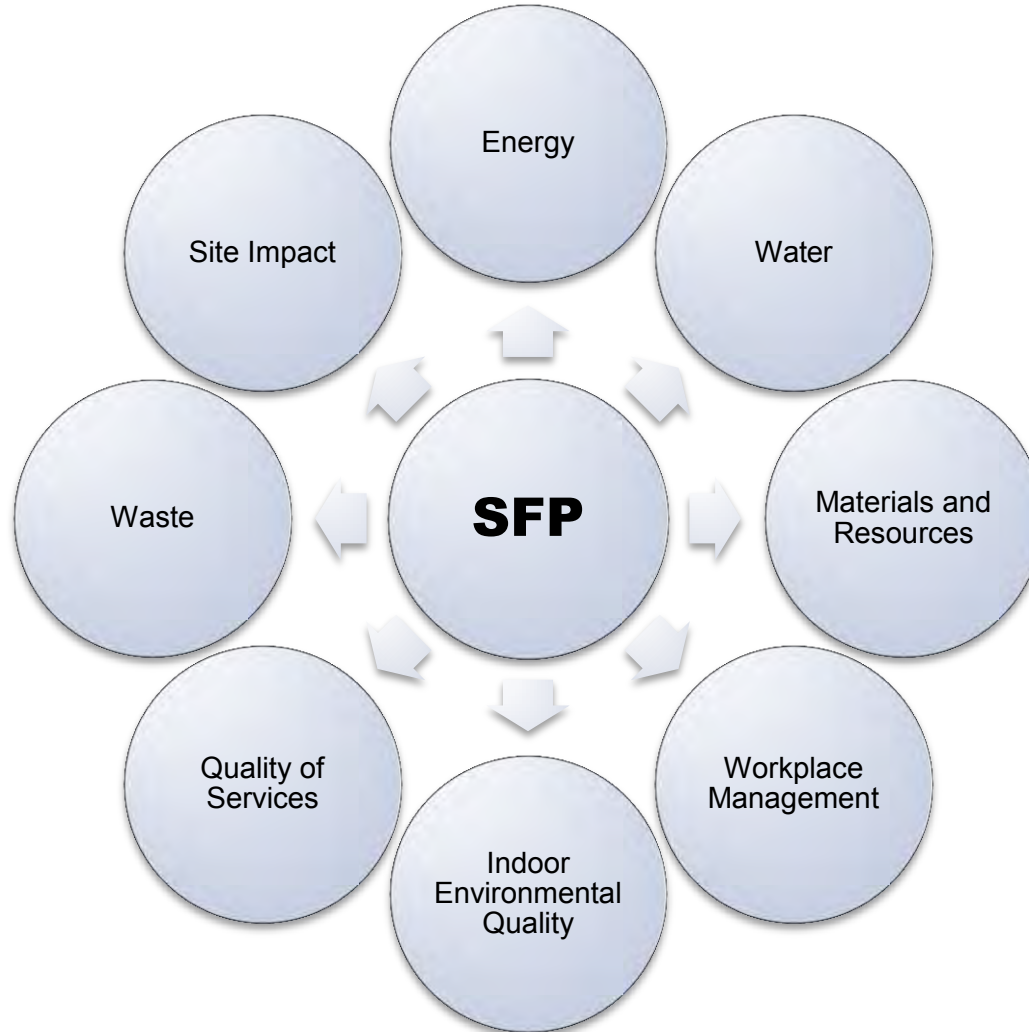 Energy
Site Impact
Water
Waste
SFP
Materials and
Resources
Quality of
Services
Workplace
Management
Indoor
Environmental
Quality